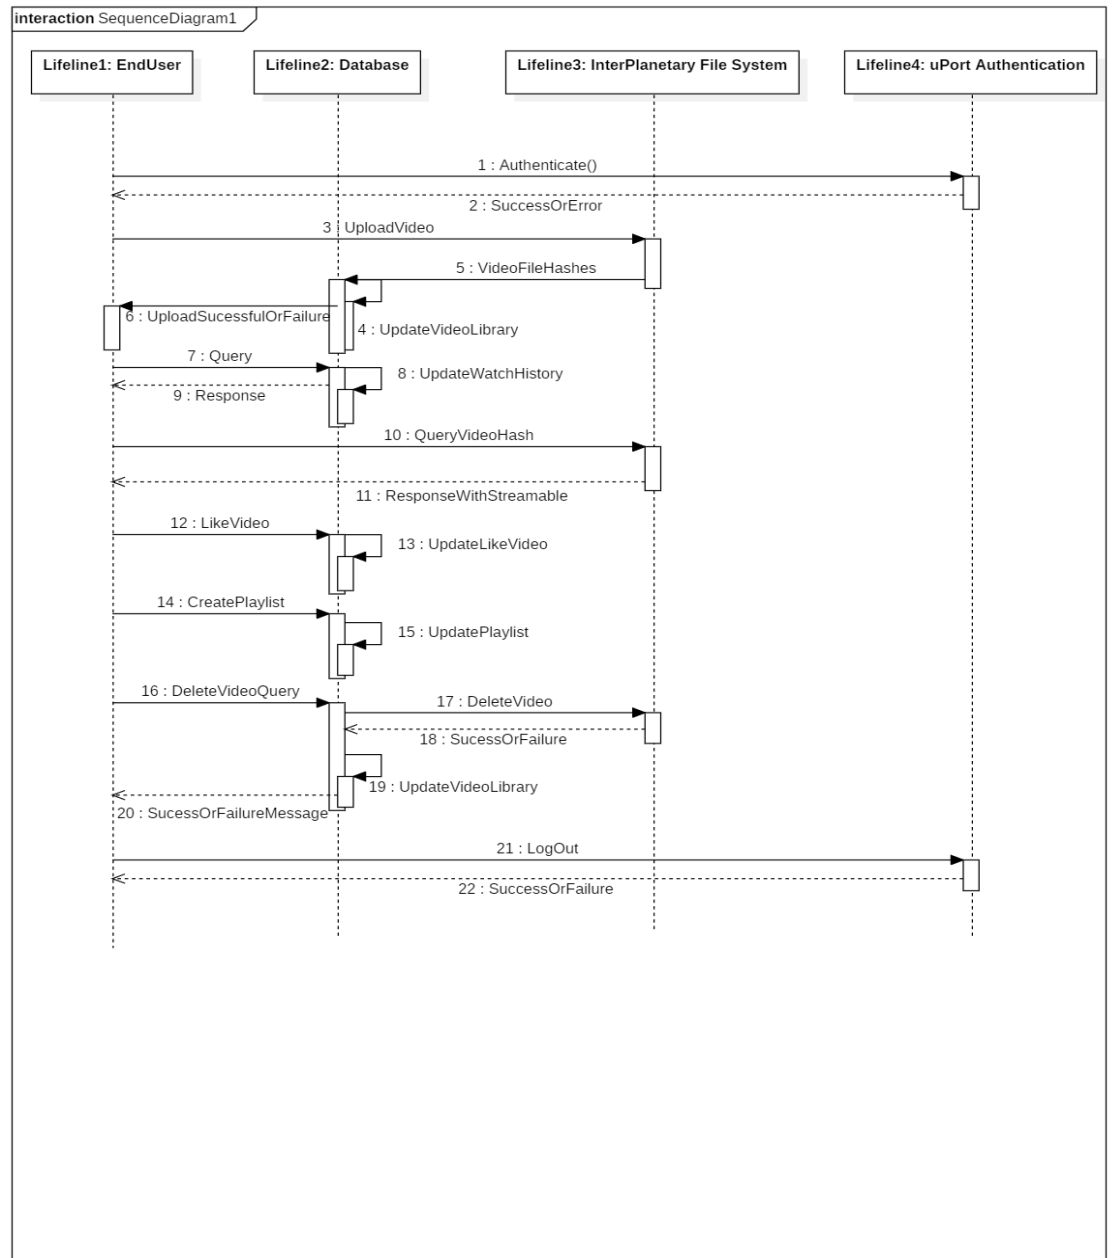 interaction SequenceDiagram1
Lifeline1: EndUser
Lifeline2: Database
Lifeline3: InterPlanetary File System
Lifeline4: uPort Authentication
1 : Authenticate()
2 : SuccessOrError
3 : UploadVideo
5 : VideoFileHashes
6 : UploadSucessfulOrFailure
4 : UpdateVideoLibrary
7 : Query
8 : UpdateWatchHistory
9 : Response
10 : QueryVideoHash
11 : ResponseWithStreamable
12 : LikeVideo
13 : UpdateLikeVideo
14 : CreatePlaylist
15 : UpdatePlaylist
16 : DeleteVideoQuery
17 : DeleteVideo
18 : SucessOrFailure
19 : UpdateVideoLibrary
20 : SucessOrFailureMessage
21 : LogOut
22 : SuccessOrFailure